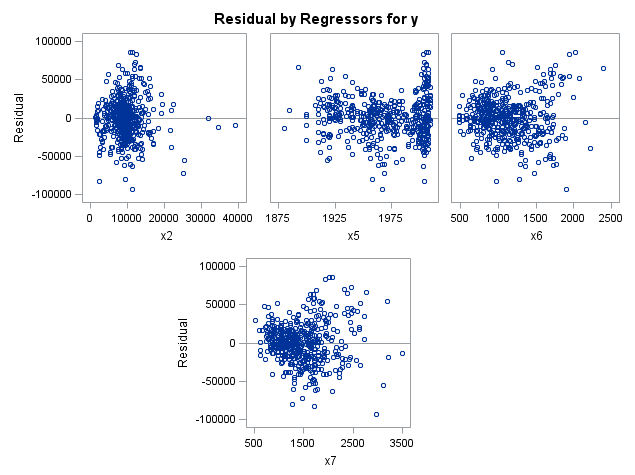 Residual by Regressors for y
Residual
100000
50000
0
-50000
-100000
0 10000 20000 30000 40000
x2
1875 1925 1975
x5
500 1000 1500 2000 2500
x6
Residual
100000
50000
0
-50000
-100000
500 1500 2500 3500
x7